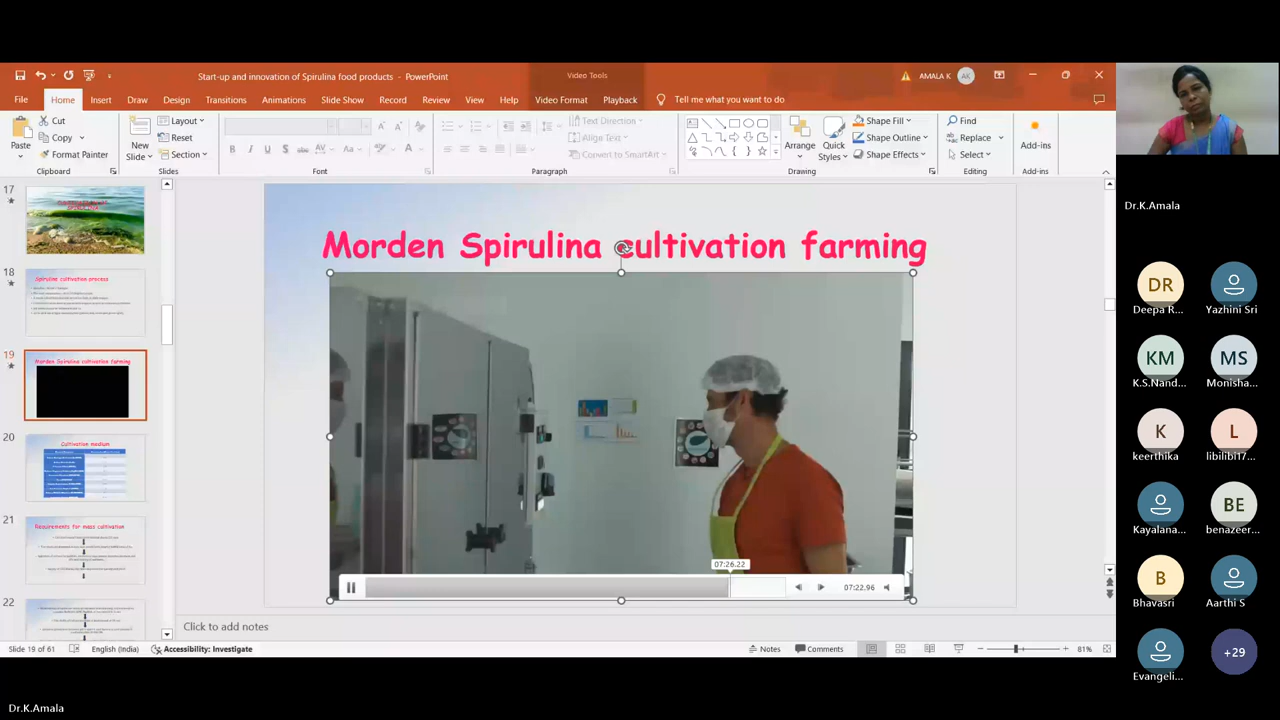 Start-up and innovation of Spirulina food products - PowerPoint
Video Tools
AMALA K
AK
File
Home
Insert
Draw
Design
Transitions
Animations
Slide Show
Record
Review
View
Help
Video Format
Playback
Tell me what you want to do
Paste
Cut
Copy
Format Painter
Clipboard
New
Slide
Layout
Reset
Section
Slides
Font
Text Direction
Align Text
Convert to SmartArt
Paragraph
Arrange
Quick
Styles
Shape Fill
Shape Outline
Shape Effects
Drawing
Find
Replace
Select
Editing
Add-ins
Add-ins
17
18
Spirulina cultivation process
19
Morden Spirulina cultivation farming
20
Cultivation medium
21
Requirements for mass cultivation
22
Morden Spirulina cultivation farming
07:26.22
07:22.96
Click to add notes
Slide 19 of 61
English (India)
Accessibility: Investigate
Notes
Comments
81%
Dr.K.Amala
DR
Deepa R...
Yazhini Sri
KM
K.S.Nand...
MS
Monisha...
K
keerthika
L
libilibi17...
Kayalana...
BE
benazeer...
B
Bhavasri
Aarthi S
Evangeli...
+29
Dr.K.Amala